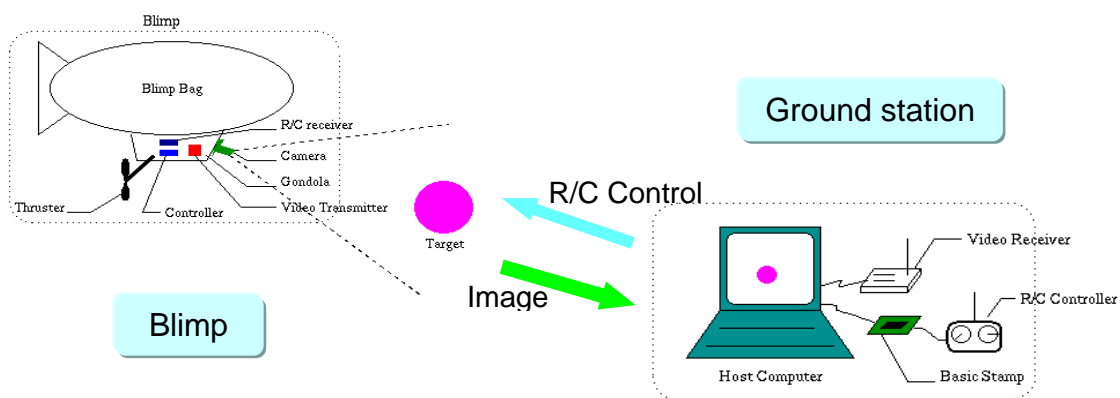 Blimp
Blimp Bag
R/C receiver
Camera
Gondola
Thruster
Controller
Video Transmitter
Target
Ground station
R/C Control
Image
Blimp
Video Receiver
R/C Controller
Host Computer
Basic Stamp